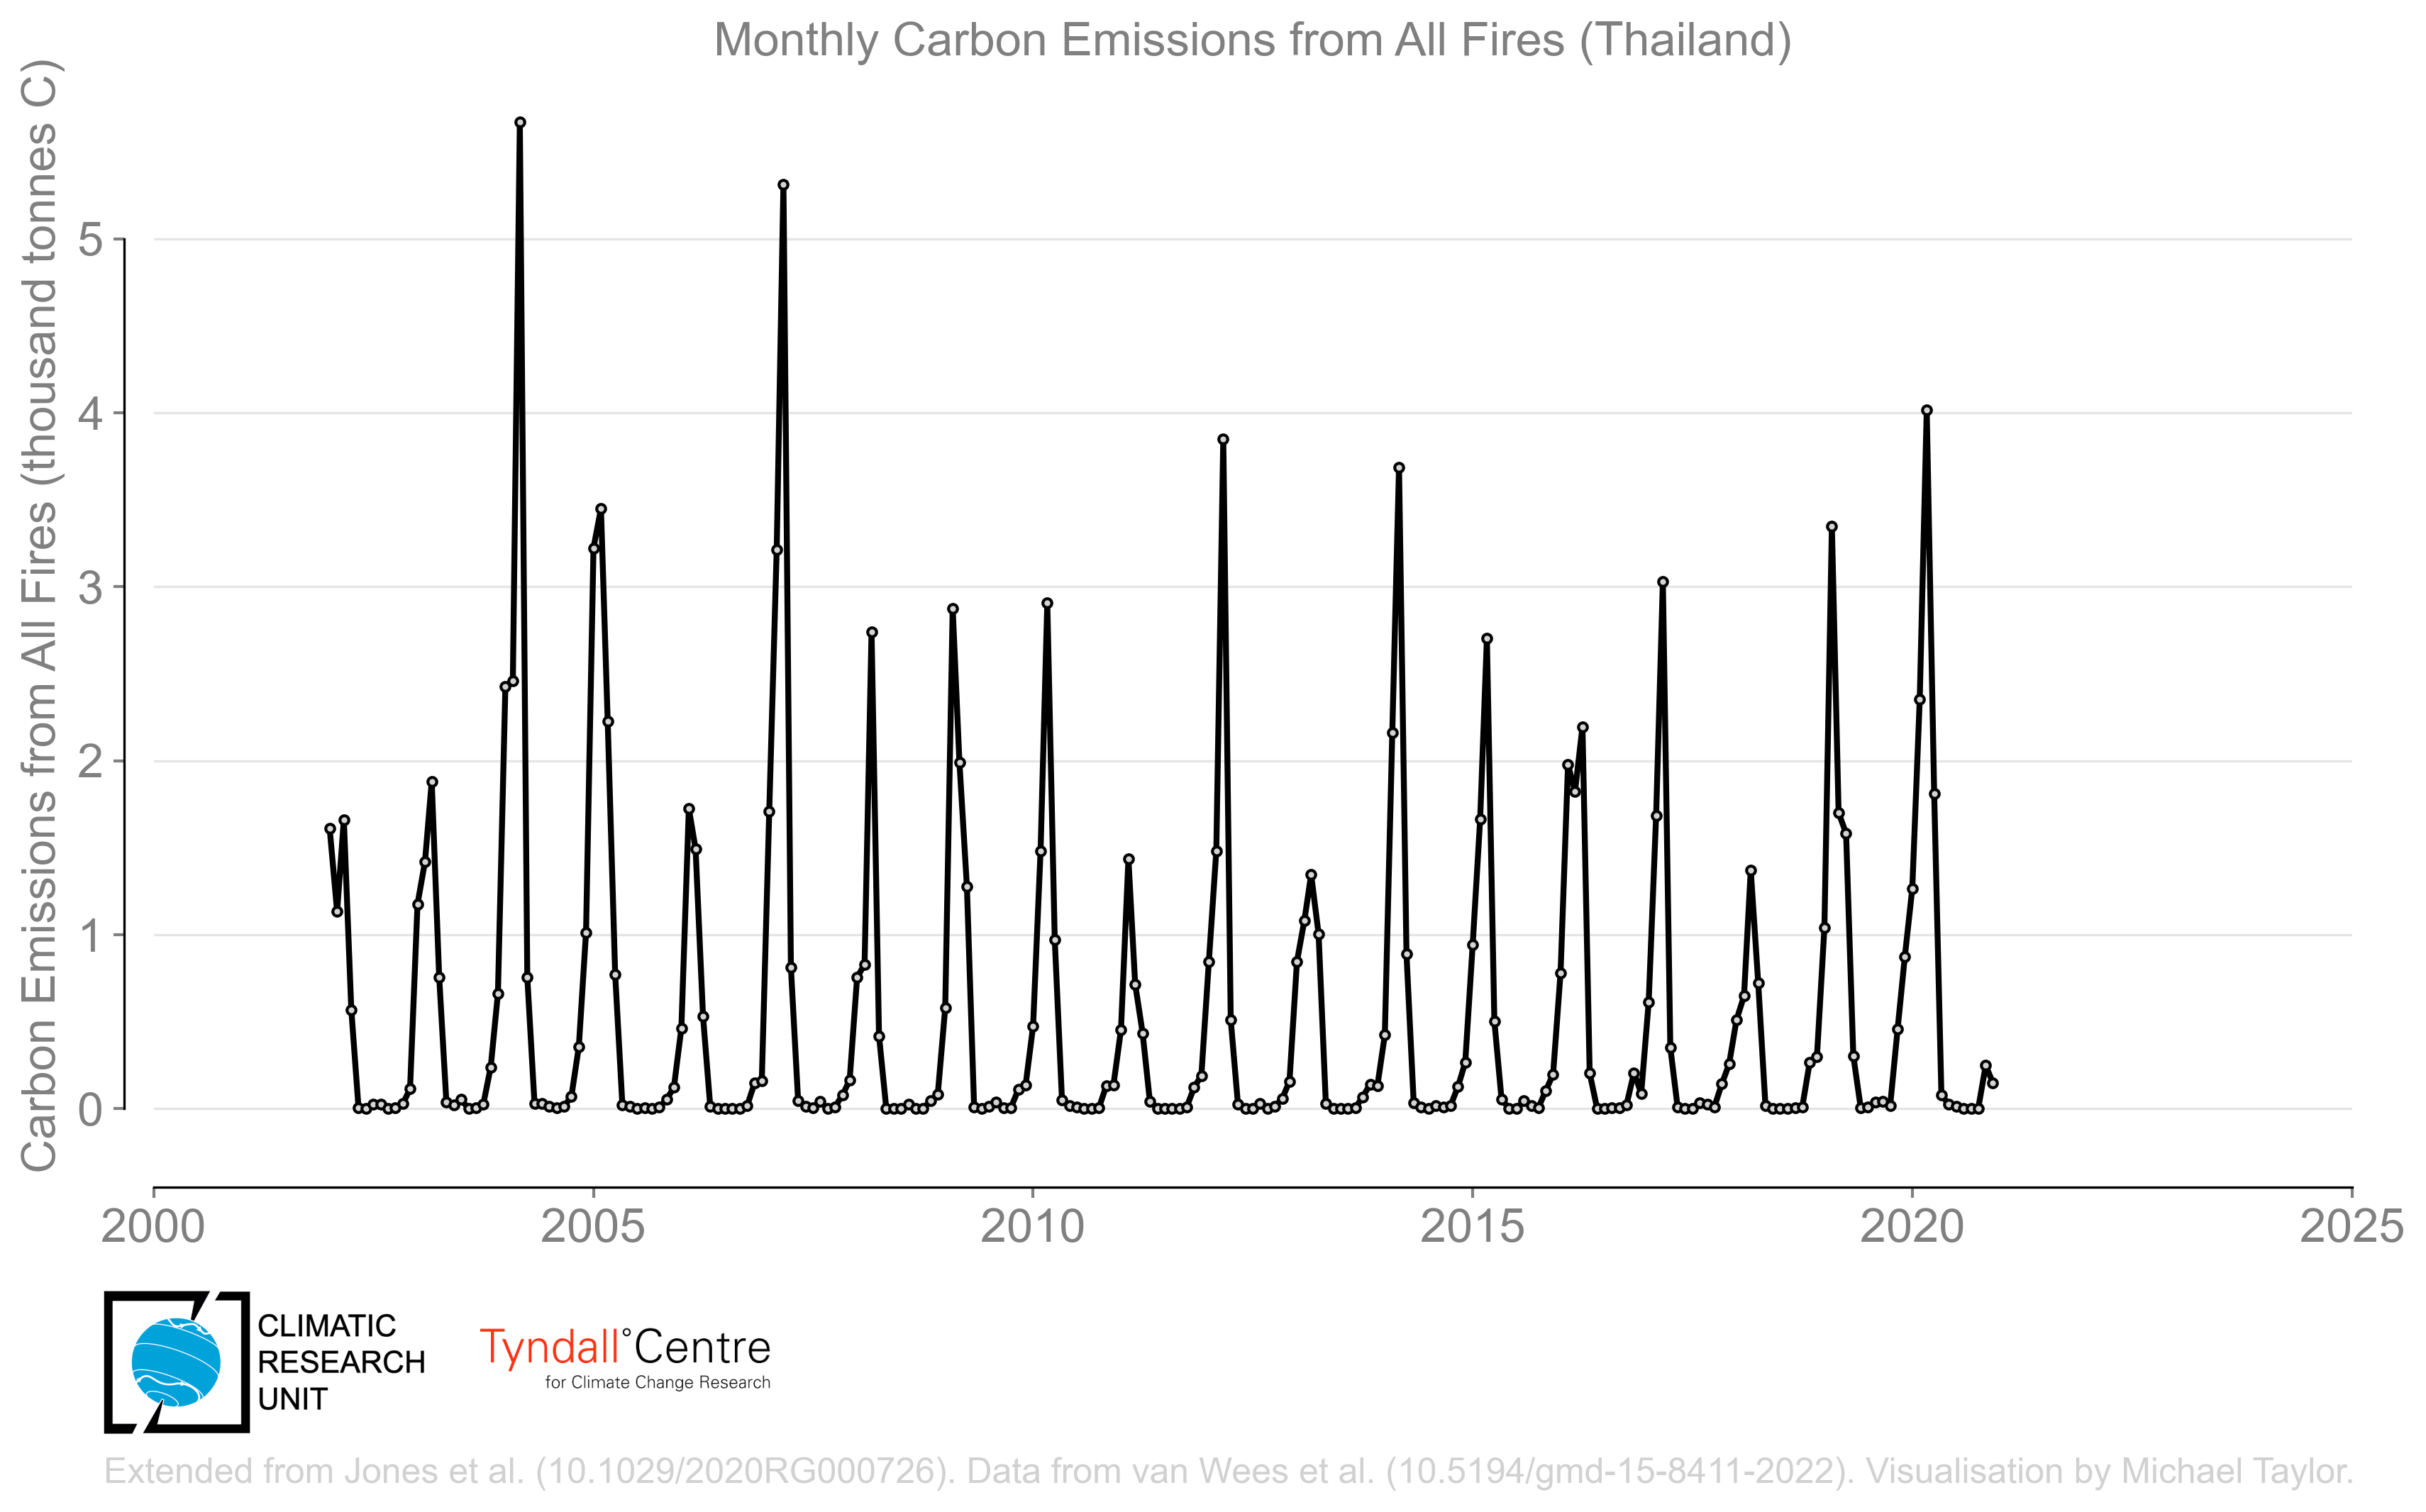 Monthly Carbon Emissions from All Fires (Thailand)
Carbon Emissions from All Fires (thousand tonnes C)
5
4
3
2
1
0
2000 2005 2010 2015 2020 2025
CLIMATIC
RESEARCH
UNIT
Tyndall°Centre
for Climate Change Research
Extended from Jones et al. (10.1029/2020RG000726). Data from van Wees et al. (10.5194/gmd-15-8411-2022). Visualisation by Michael Taylor.